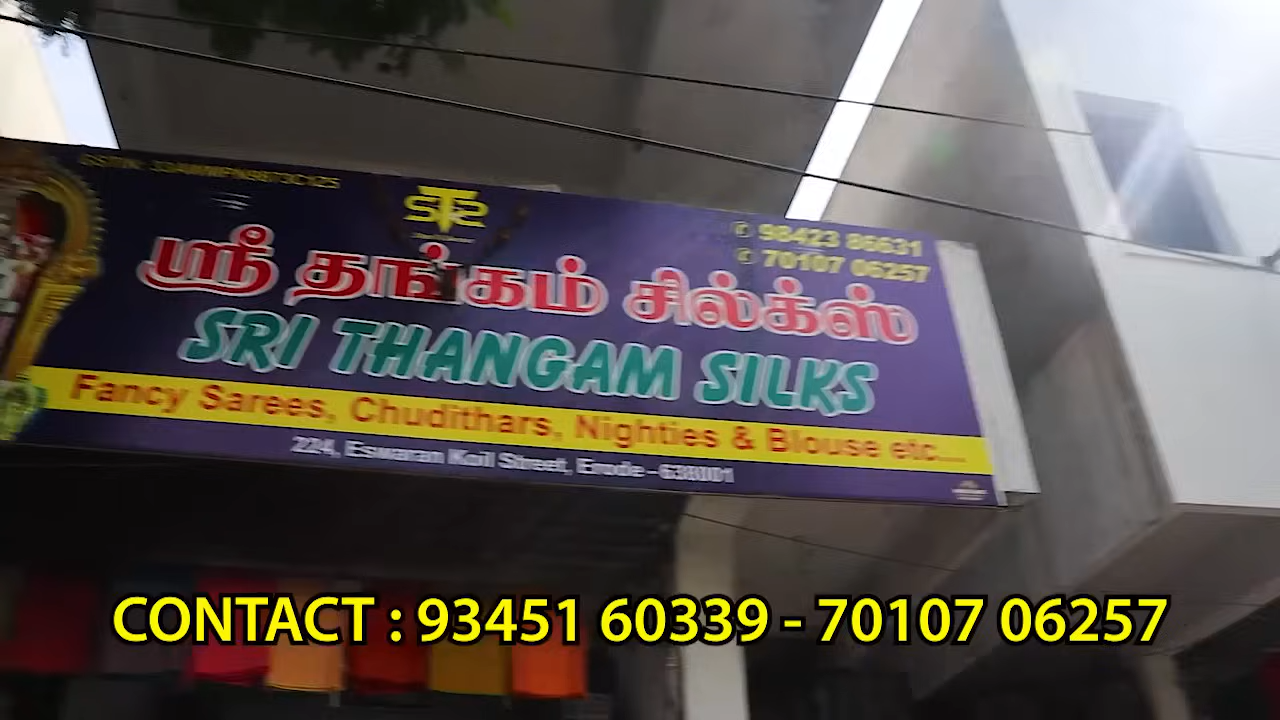 STS
98423 86631
70107 06257
ஸ்ரீ தங்கம் சில்க்ஸ்
SRI THANGAM SILKS
Fancy Sarees, Chudithars, Nighties & Blouse etc...
224, Eswaran Koil Street, Erode - 638001
CONTACT : 93451 60339 - 70107 06257